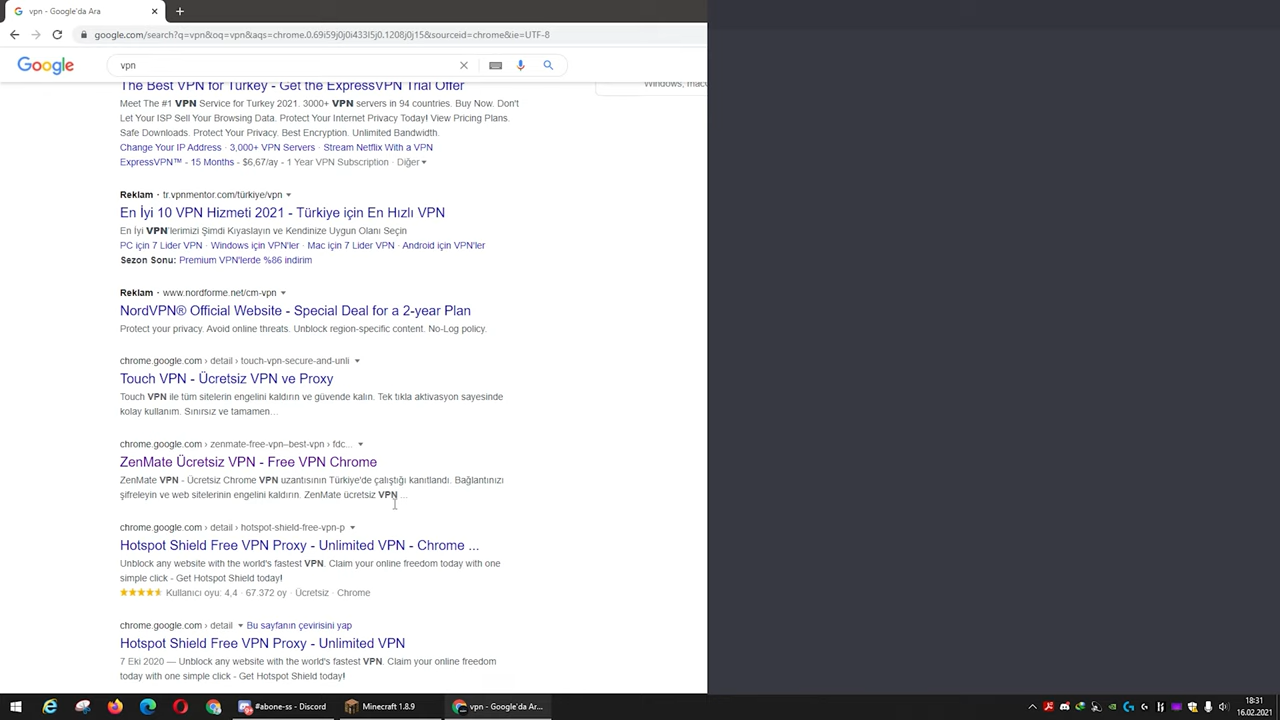 vpn - Google'da Ara
google.com/search?q=vpn&oq=vpn&aqs=chrome.0.69i59j0j0i433l5j0.1208j0j15&sourceid=chrome&ie=UTF-8
Google
vpn
The Best VPN for Turkey - Get the ExpressVPN Trial Offer
Windows, mac
Meet The #1 VPN Service for Turkey 2021. 3000+ VPN servers in 94 countries. Buy Now. Don't
Let Your ISP Sell Your Browsing Data. Protect Your Internet Privacy Today! View Pricing Plans.
Safe Downloads. Protect Your Privacy. Best Encryption. Unlimited Bandwidth.
Change Your IP Address · 3,000+ VPN Servers · Stream Netflix With a VPN
ExpressVPN™ - 15 Months - $6,67/ay - 1 Year VPN Subscription · Diğer
Reklam · tr.vpnmentor.com/türkiye/vpn
En İyi 10 VPN Hizmeti 2021 - Türkiye için En Hızlı VPN
En İyi VPN'lerimizi Şimdi Kıyaslayın ve Kendinize Uygun Olanı Seçin
PC için 7 Lider VPN · Windows için VPN'ler · Mac için 7 Lider VPN · Android için VPN'ler
Sezon Sonu: Premium VPN'lerde %86 indirim
Reklam · www.nordforme.net/cm-vpn
NordVPN® Official Website - Special Deal for a 2-year Plan
Protect your privacy. Avoid online threats. Unblock region-specific content. No-Log policy.
chrome.google.com › detail › touch-vpn-secure-and-unli
Touch VPN - Ücretsiz VPN ve Proxy
Touch VPN ile tüm sitelerin engelini kaldırın ve güvende kalın. Tek tıkla aktivasyon sayesinde
kolay kullanım. Sınırsız ve tamamen...
chrome.google.com › zenmate-free-vpn–best-vpn › fdc...
ZenMate Ücretsiz VPN - Free VPN Chrome
ZenMate VPN - Ücretsiz Chrome VPN uzantısının Türkiye'de çalıştığı kanıtlandı. Bağlantınızı
şifreleyin ve web sitelerinin engelini kaldırın. ZenMate ücretsiz VPN ...
chrome.google.com › detail › hotspot-shield-free-vpn-p
Hotspot Shield Free VPN Proxy - Unlimited VPN - Chrome ...
Unblock any website with the world's fastest VPN. Claim your online freedom today with one
simple click - Get Hotspot Shield today!
Kullanıcı oyu: 4,4 · 67.372 oy · Ücretsiz · Chrome
chrome.google.com › detail Bu sayfanın çevirisini yap
Hotspot Shield Free VPN Proxy - Unlimited VPN
7 Eki 2020 — Unblock any website with the world's fastest VPN. Claim your online freedom
today with one simple click - Get Hotspot Shield today!
#abone-ss - Discord
Minecraft 1.8.9
vpn - Google'da Ar...
18:31
16.02.2021